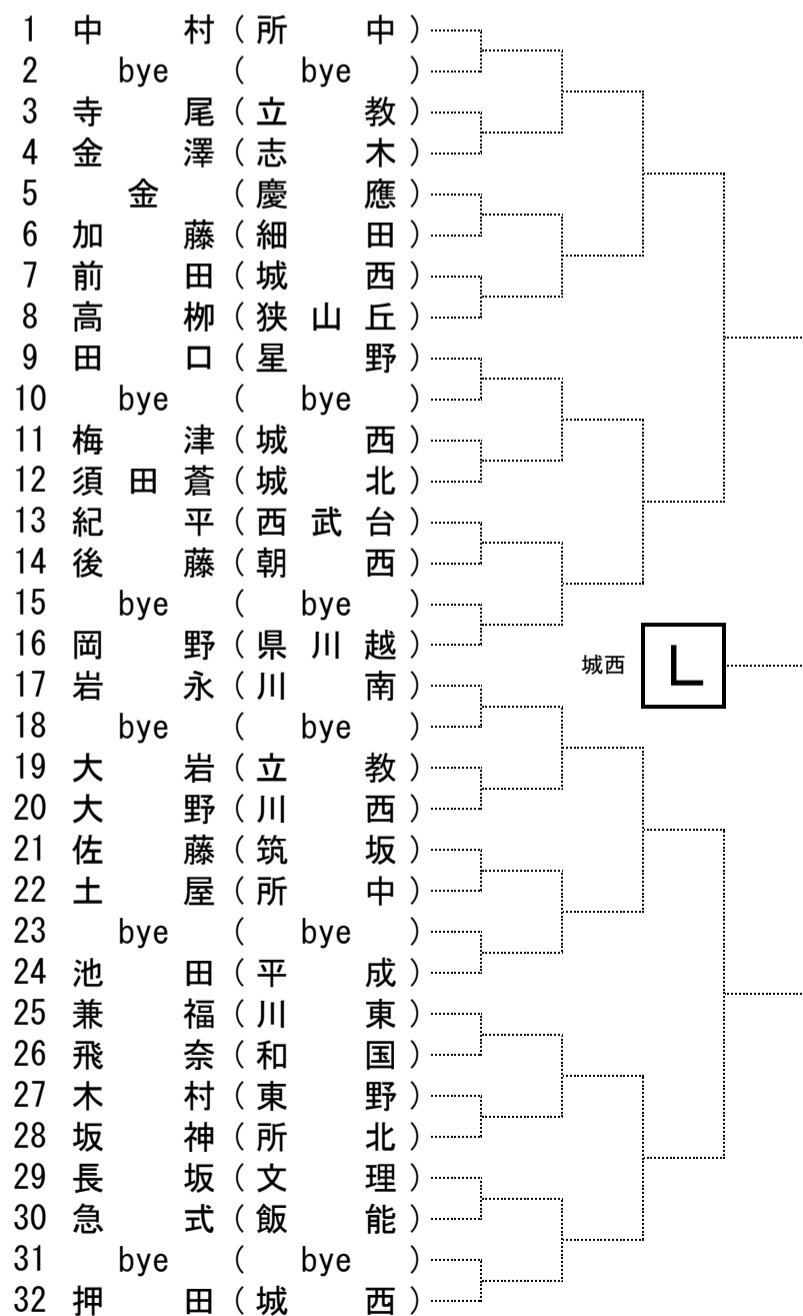 1 中村(所中)
2 bye(bye)
3 寺尾(立教)
4 金澤(志木)
5 金(慶應)
6 加藤(細田)
7 前田(城西)
8 高栁(狭山丘)
9 田口(星野)
10 bye(bye)
11 梅津(城西)
12 須田蒼(城北)
13 紀平(西武台)
14 後藤(朝西)
15 bye(bye)
16 岡野(県川越)
城西 L
17 岩永(川南)
18 bye(bye)
19 大岩(立教)
20 大野(川西)
21 佐藤(筑坂)
22 土屋(所中)
23 bye(bye)
24 池田(平成)
25 兼福(川東)
26 飛奈(和国)
27 木村(東野)
28 坂神(所北)
29 長坂(文理)
30 急式(飯能)
31 bye(bye)
32 押田(城西)